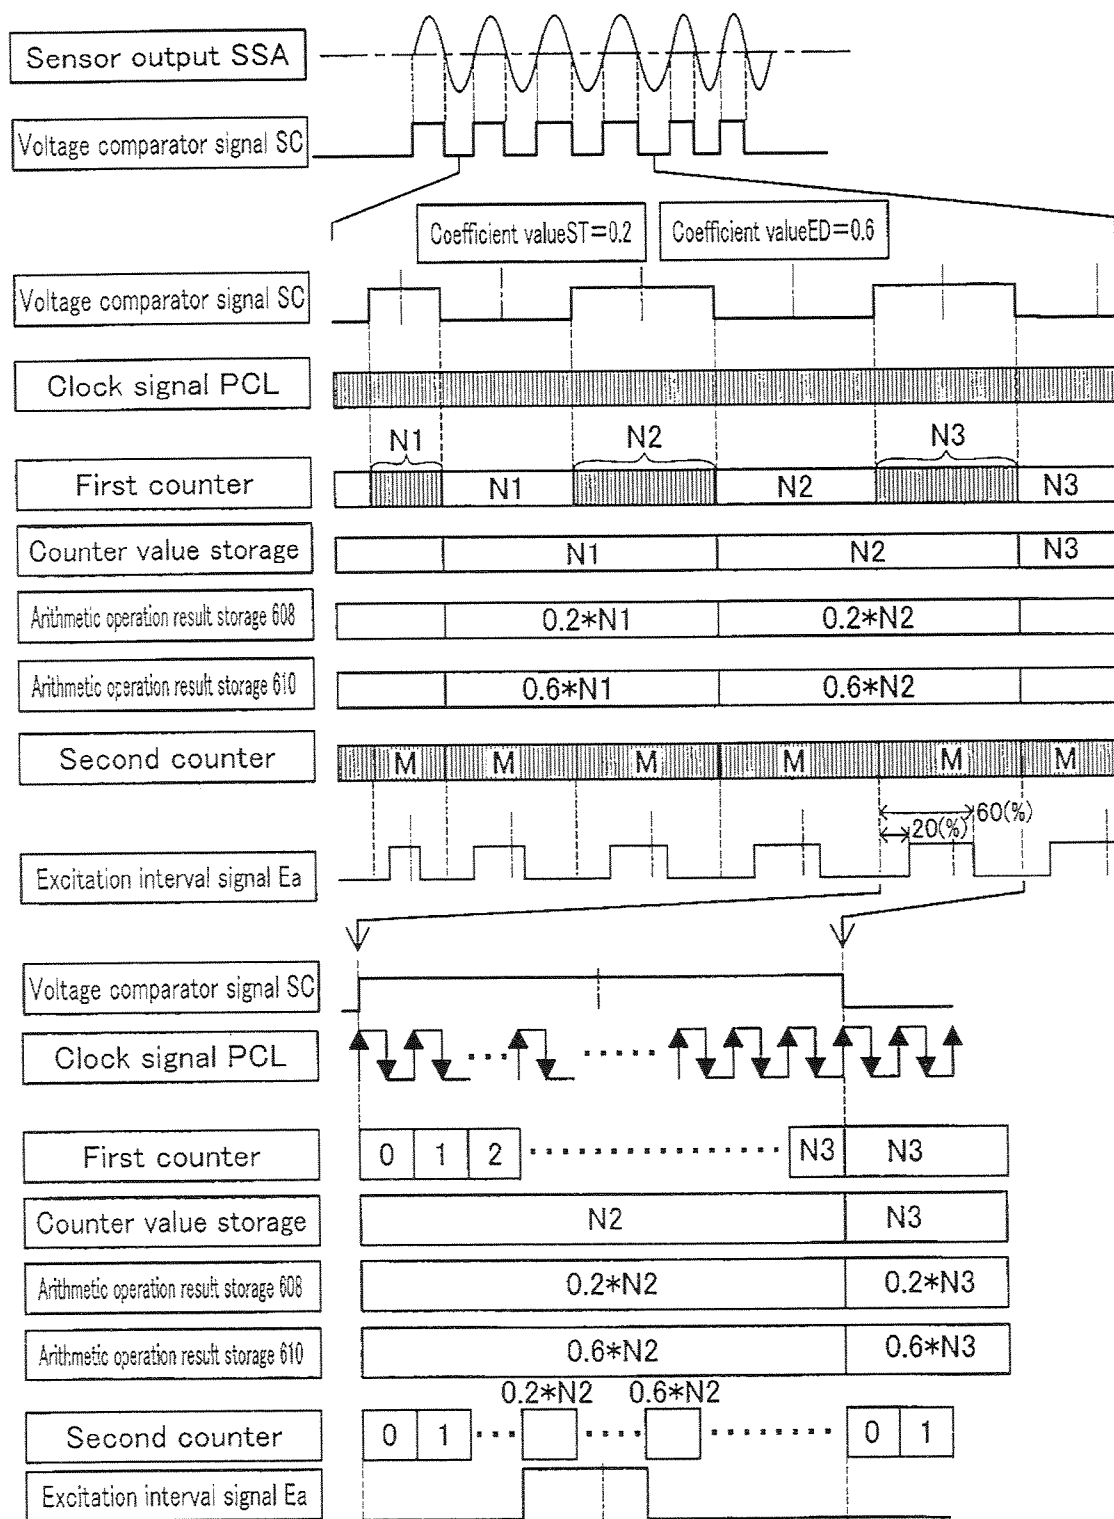 Sensor output SSA
Voltage comparator signal SC
Coefficient valueST=0.2
Coefficient valueED=0.6
Voltage comparator signal SC
Clock signal PCL
N1
N2
N3
First counter
N1
N2
N3
Counter value storage
N1
N2
N3
Arithmetic operation result storage 608
0.2*N1
0.2*N2
Arithmetic operation result storage 610
0.6*N1
0.6*N2
Second counter
M
M
M
M
M
M
60(%)
20(%)
Excitation interval signal Ea
Voltage comparator signal SC
Clock signal PCL
First counter
0
1
2
N3
N3
Counter value storage
N2
N3
Arithmetic operation result storage 608
0.2*N2
0.2*N3
Arithmetic operation result storage 610
0.6*N2
0.6*N3
0.2*N2
0.6*N2
Second counter
0
1
0
1
Excitation interval signal Ea